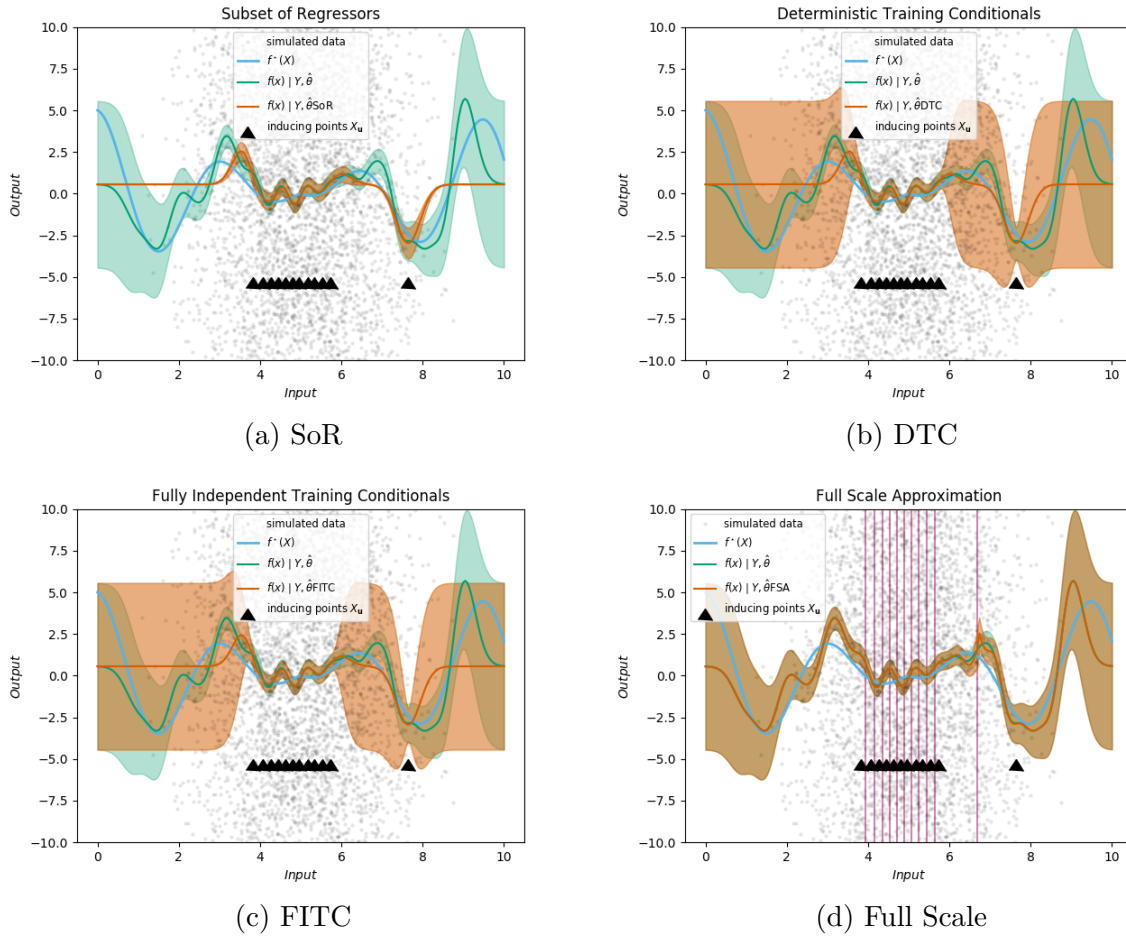 Subset of Regressors
10.0
7.5
5.0
2.5
0.0
−2.5
−5.0
−7.5
−10.0
Output
simulated data
f*(X)
f(x) | Y, θ̂
f(x) | Y, θ̂SoR
inducing points Xᵤ
0 2 4 6 8 10
Input
(a) SoR
Deterministic Training Conditionals
10.0
7.5
5.0
2.5
0.0
−2.5
−5.0
−7.5
−10.0
Output
simulated data
f*(X)
f(x) | Y, θ̂
f(x) | Y, θ̂DTC
inducing points Xᵤ
0 2 4 6 8 10
Input
(b) DTC
Fully Independent Training Conditionals
10.0
7.5
5.0
2.5
0.0
−2.5
−5.0
−7.5
−10.0
Output
simulated data
f*(X)
f(x) | Y, θ̂
f(x) | Y, θ̂FITC
inducing points Xᵤ
0 2 4 6 8 10
Input
(c) FITC
Full Scale Approximation
10.0
7.5
5.0
2.5
0.0
−2.5
−5.0
−7.5
−10.0
Output
simulated data
f*(X)
f(x) | Y, θ̂
f(x) | Y, θ̂FSA
inducing points Xᵤ
0 2 4 6 8 10
Input
(d) Full Scale